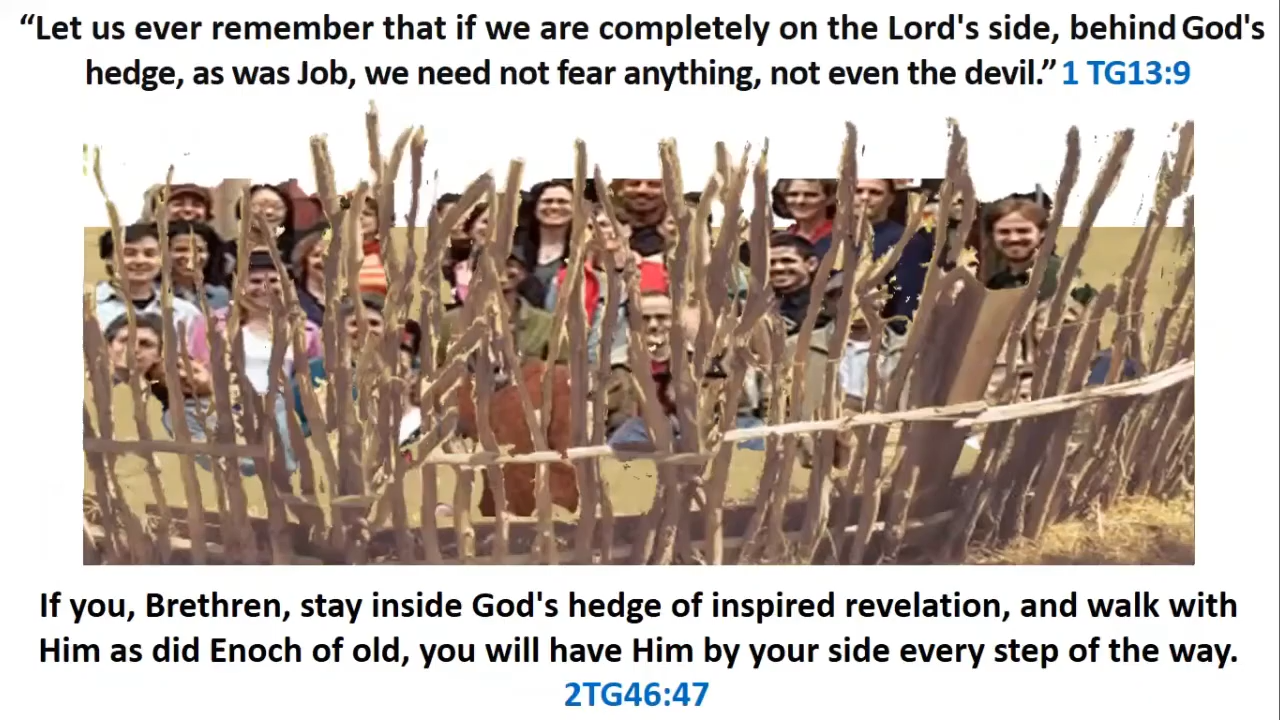 “Let us ever remember that if we are completely on the Lord's side, behind God's
hedge, as was Job, we need not fear anything, not even the devil.” 1 TG13:9
If you, Brethren, stay inside God's hedge of inspired revelation, and walk with
Him as did Enoch of old, you will have Him by your side every step of the way.
2TG46:47